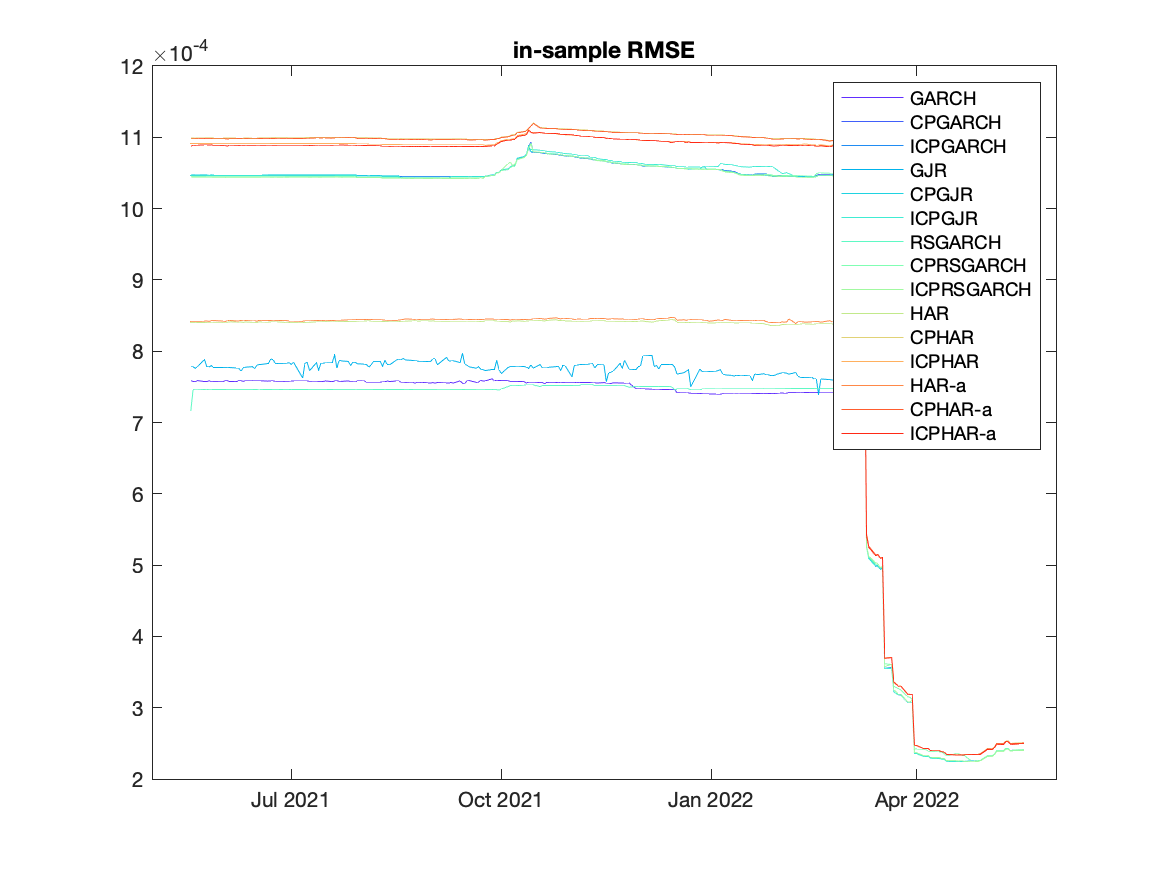 in-sample RMSE
×10-4
12
11
10
9
8
7
6
5
4
3
2
Jul 2021
Oct 2021
Jan 2022
Apr 2022
GARCH
CPGARCH
ICPGARCH
GJR
CPGJR
ICPGJR
RSGARCH
CPRSGARCH
ICPRSGARCH
HAR
CPHAR
ICPHAR
HAR-a
CPHAR-a
ICPHAR-a